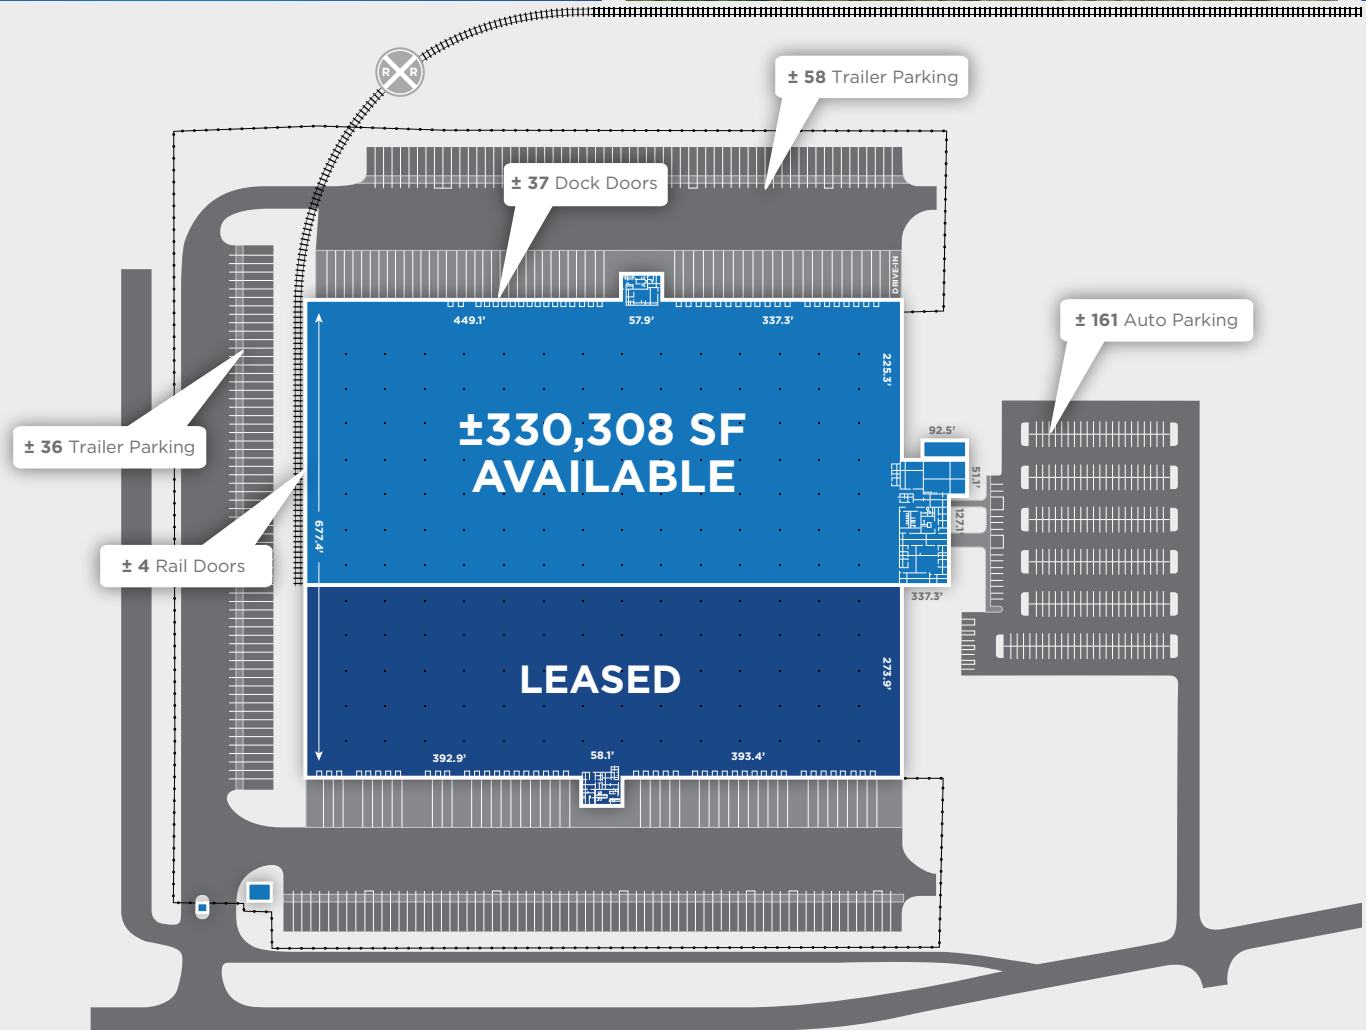 ± 58 Trailer Parking
R R
± 37 Dock Doors
DRIVE-IN
449.1'
57.9'
337.3'
± 161 Auto Parking
225.3'
±330,308 SF
AVAILABLE
92.5'
± 36 Trailer Parking
51.1'
127.1'
677.4'
± 4 Rail Doors
337.3'
LEASED
273.9'
392.9'
58.1'
393.4'